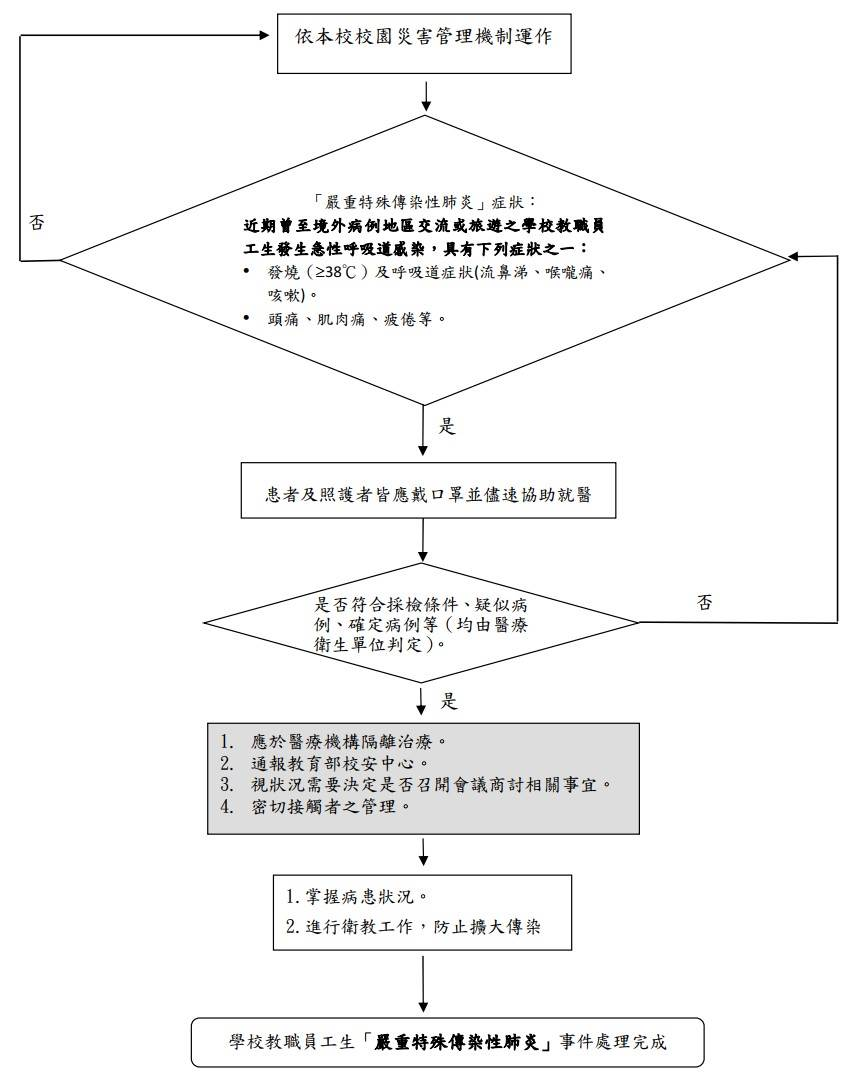 依本校校園災害管理機制運作
「嚴重特殊傳染性肺炎」症狀：
否
近期曾至境外病例地區交流或旅遊之學校教職員
工生發生急性呼吸道感染，具有下列症狀之一：
• 發燒（≥38℃）及呼吸道症狀(流鼻涕、喉嚨痛、
咳嗽)。
• 頭痛、肌肉痛、疲倦等。
是
患者及照護者皆應戴口罩並儘速協助就醫
是否符合採檢條件、疑似病
例、確定病例等（均由醫療
衛生單位判定）。
否
是
1. 應於醫療機構隔離治療。
2. 通報教育部校安中心。
3. 視狀況需要決定是否召開會議商討相關事宜。
4. 密切接觸者之管理。
1.掌握病患狀況。
2.進行衛教工作，防止擴大傳染
學校教職員工生「嚴重特殊傳染性肺炎」事件處理完成